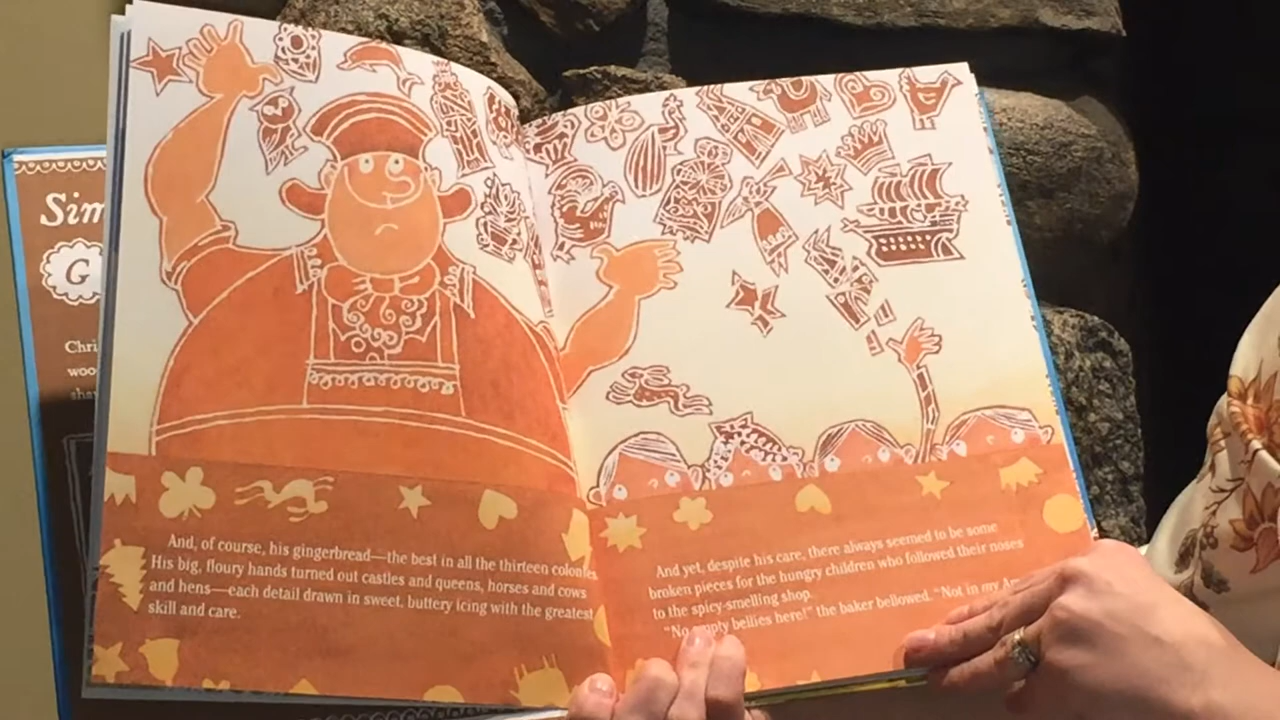 Sim
G
Chri
woo
sha
And, of course, his gingerbread—the best in all the thirteen colonies.
His big, floury hands turned out castles and queens, horses and cows
and hens—each detail drawn in sweet, buttery icing with the greatest
skill and care.
And yet, despite his care, there always seemed to be some
broken pieces for the hungry children who followed their noses
to the spicy-smelling shop.
"No empty bellies here!" the baker bellowed. "Not in my